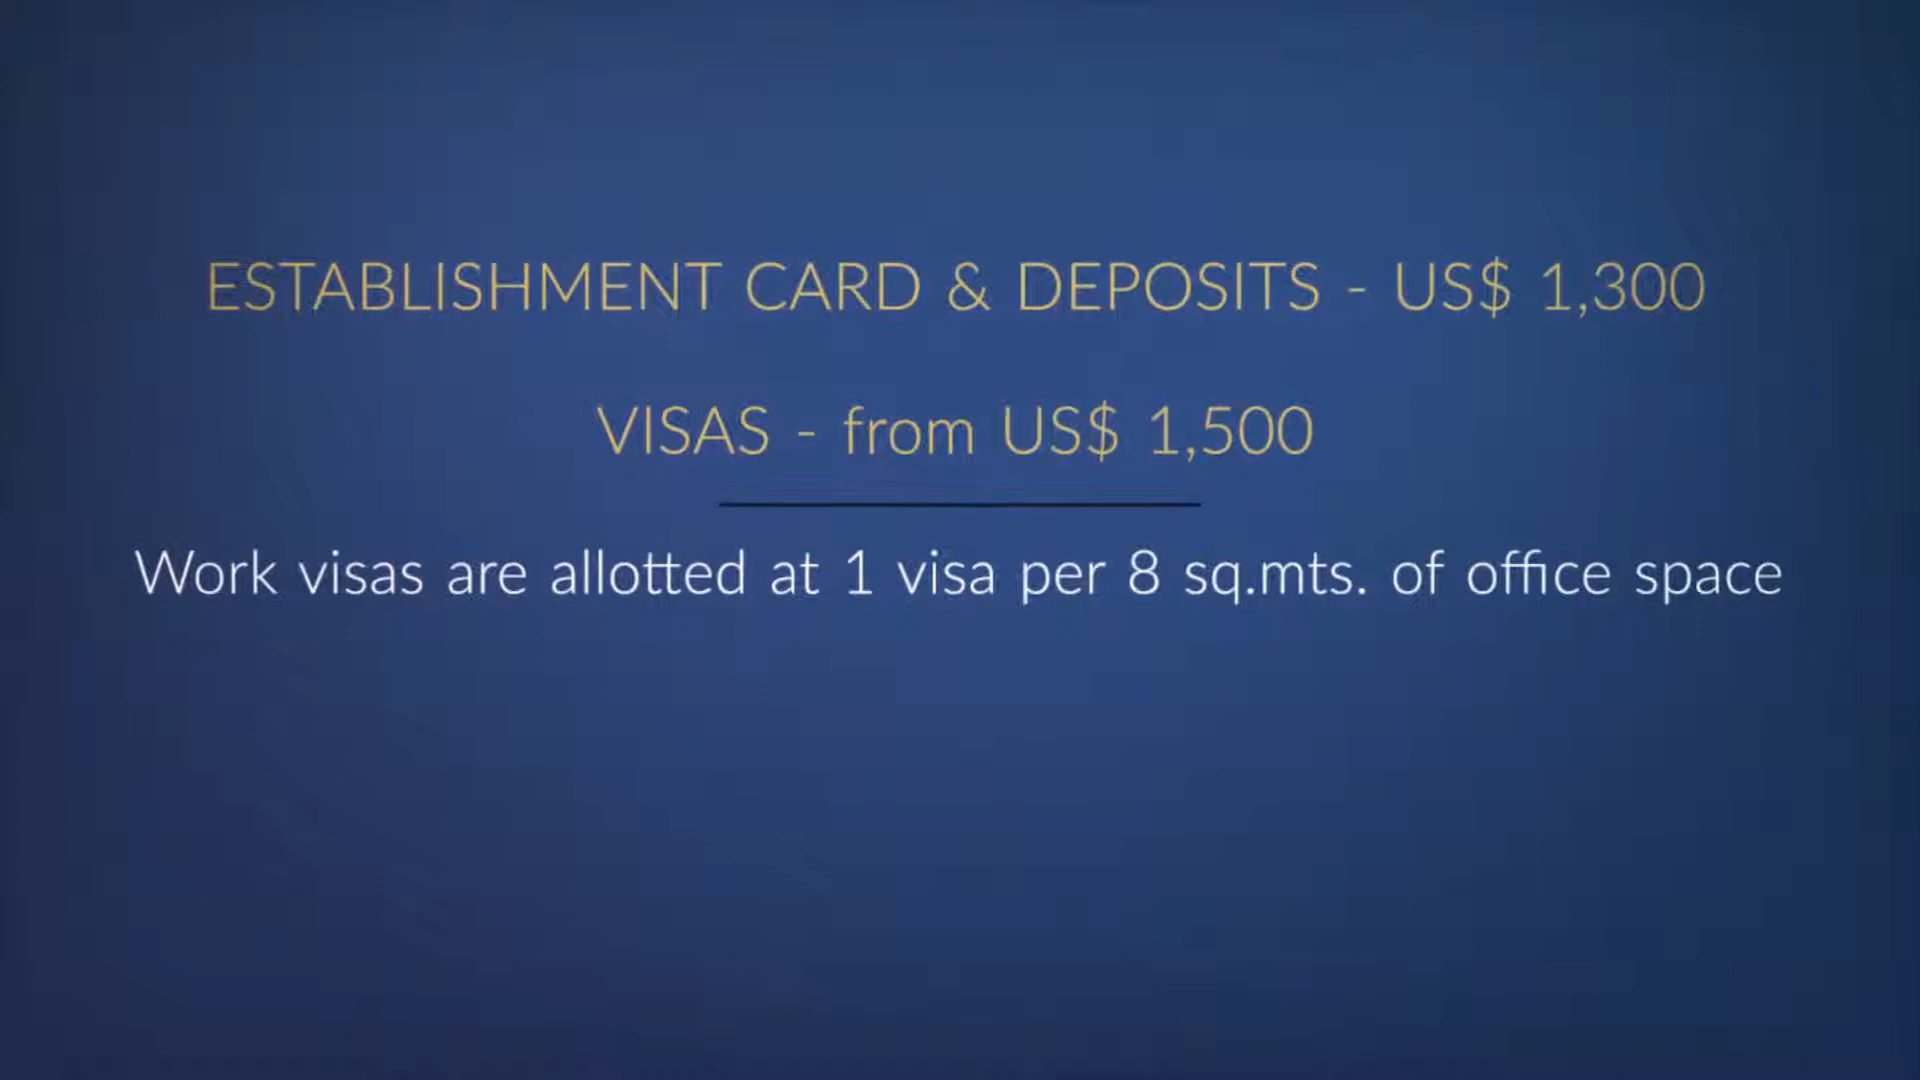 ESTABLISHMENT CARD & DEPOSITS - US$ 1,300
VISAS - from US$ 1,500
Work visas are allotted at 1 visa per 8 sq.mts. of office space